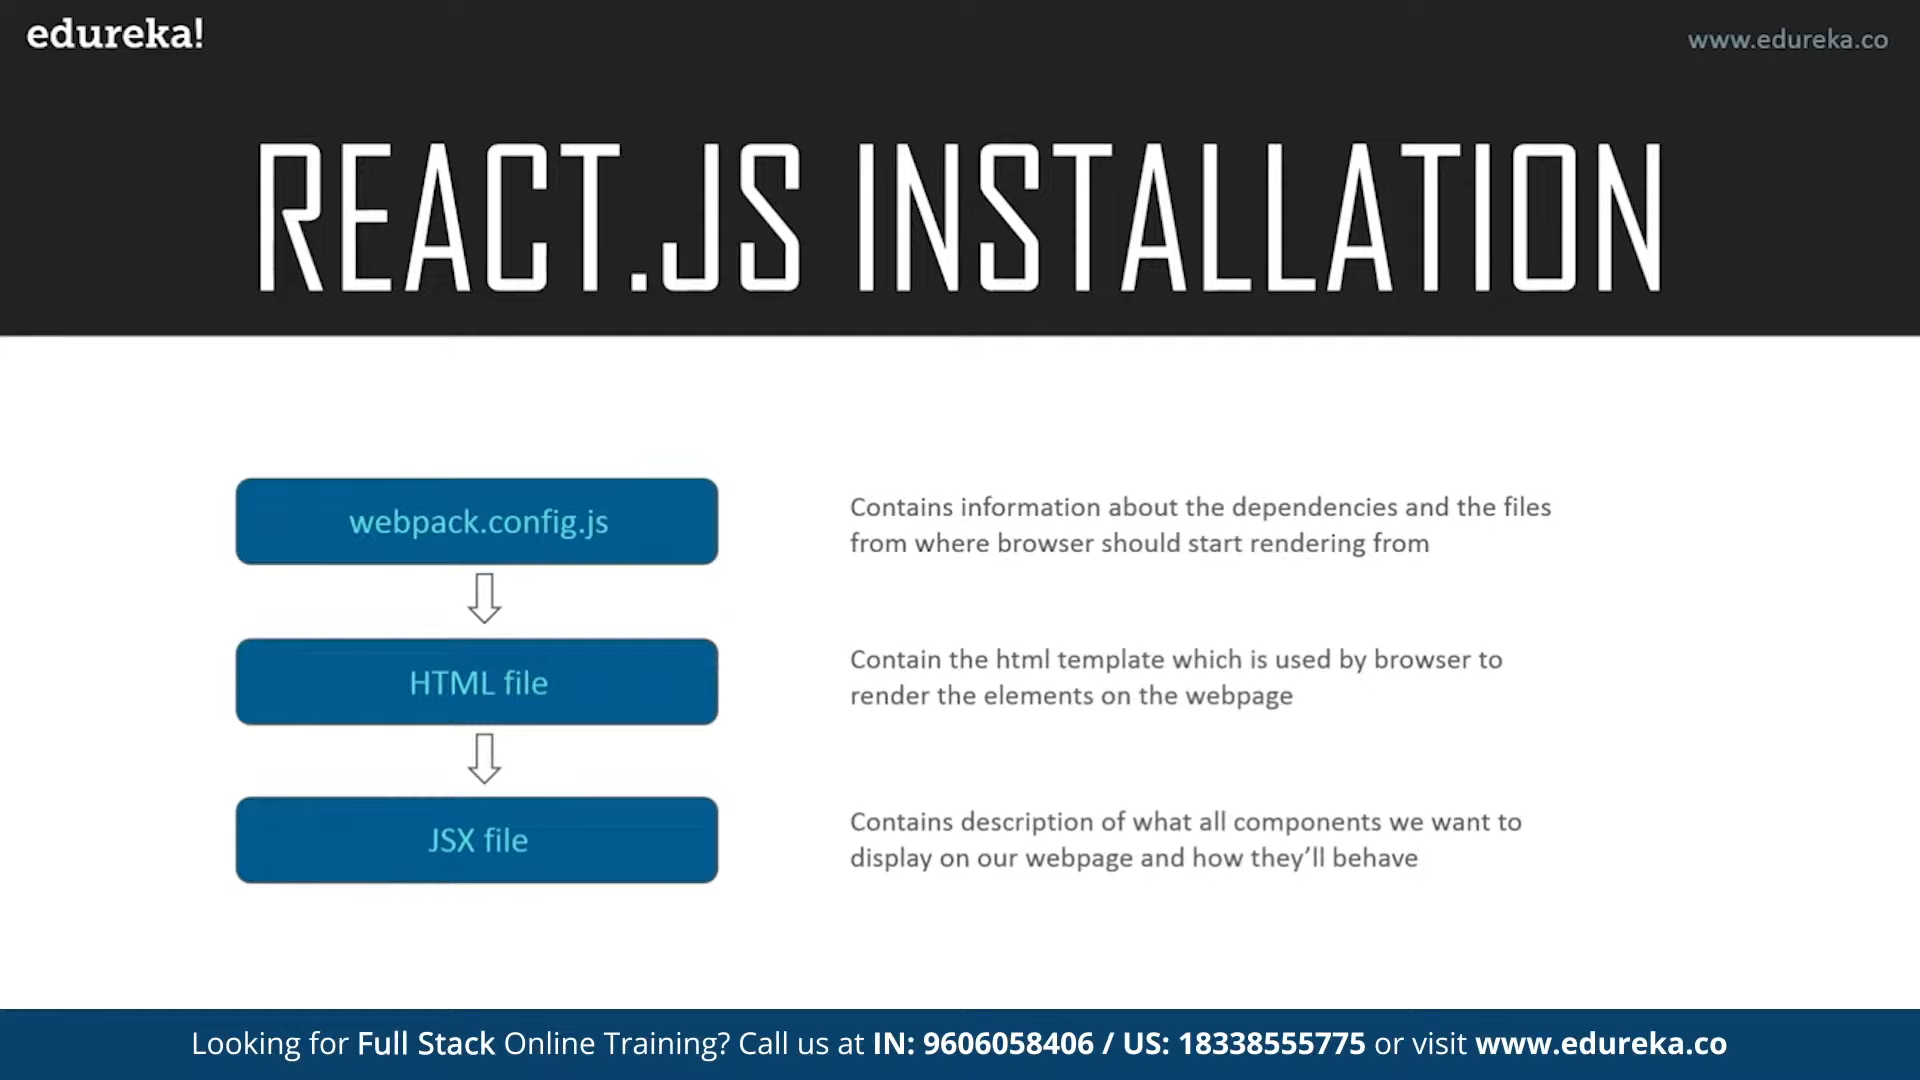 edureka!
www.edureka.co
REACT.JS INSTALLATION
webpack.config.js
Contains information about the dependencies and the files
from where browser should start rendering from
HTML file
Contain the html template which is used by browser to
render the elements on the webpage
JSX file
Contains description of what all components we want to
display on our webpage and how they’ll behave
Looking for Full Stack Online Training? Call us at IN: 9606058406 / US: 18338555775 or visit www.edureka.co